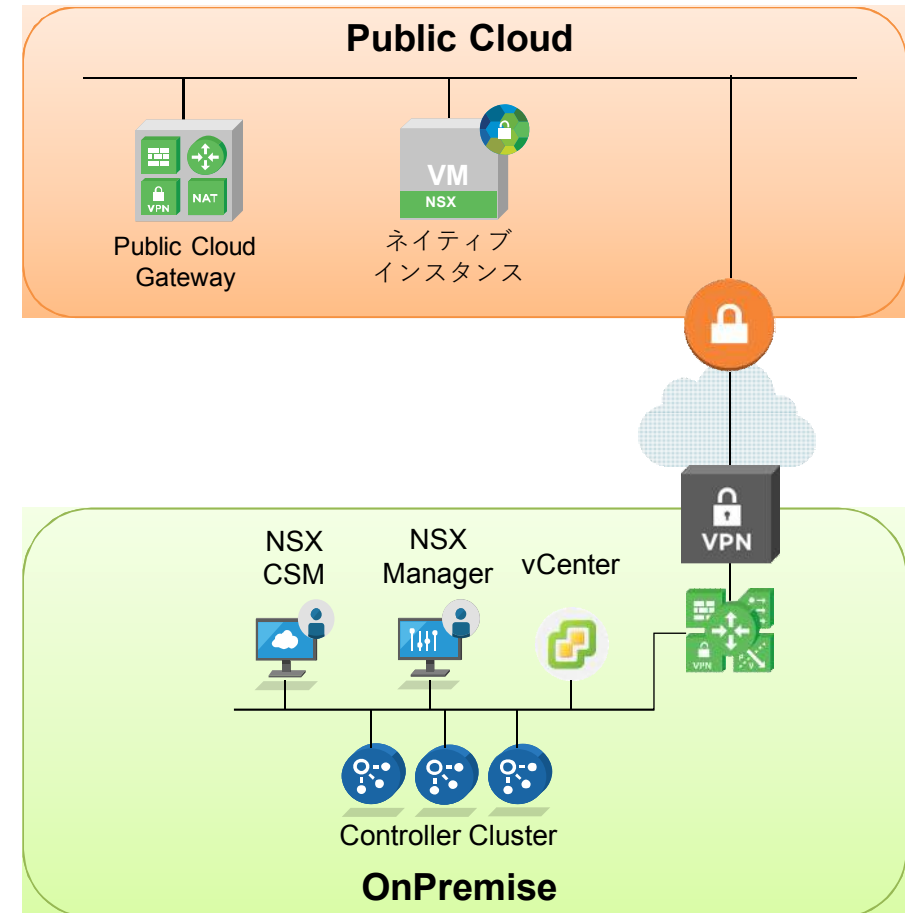 Public Cloud
VPN
NAT
VM
NSX
Public Cloud
Gateway
ネイティブ
インスタンス
VPN
NSX
CSM
NSX
Manager
vCenter
VPN
Controller Cluster
OnPremise